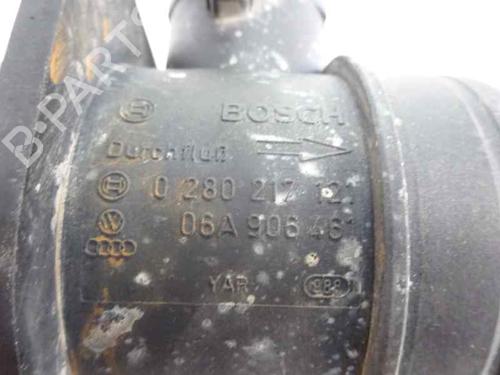 BOSCH
Durchfluß
0 280 217 121
06A 906 461
YAR
B-PARTS